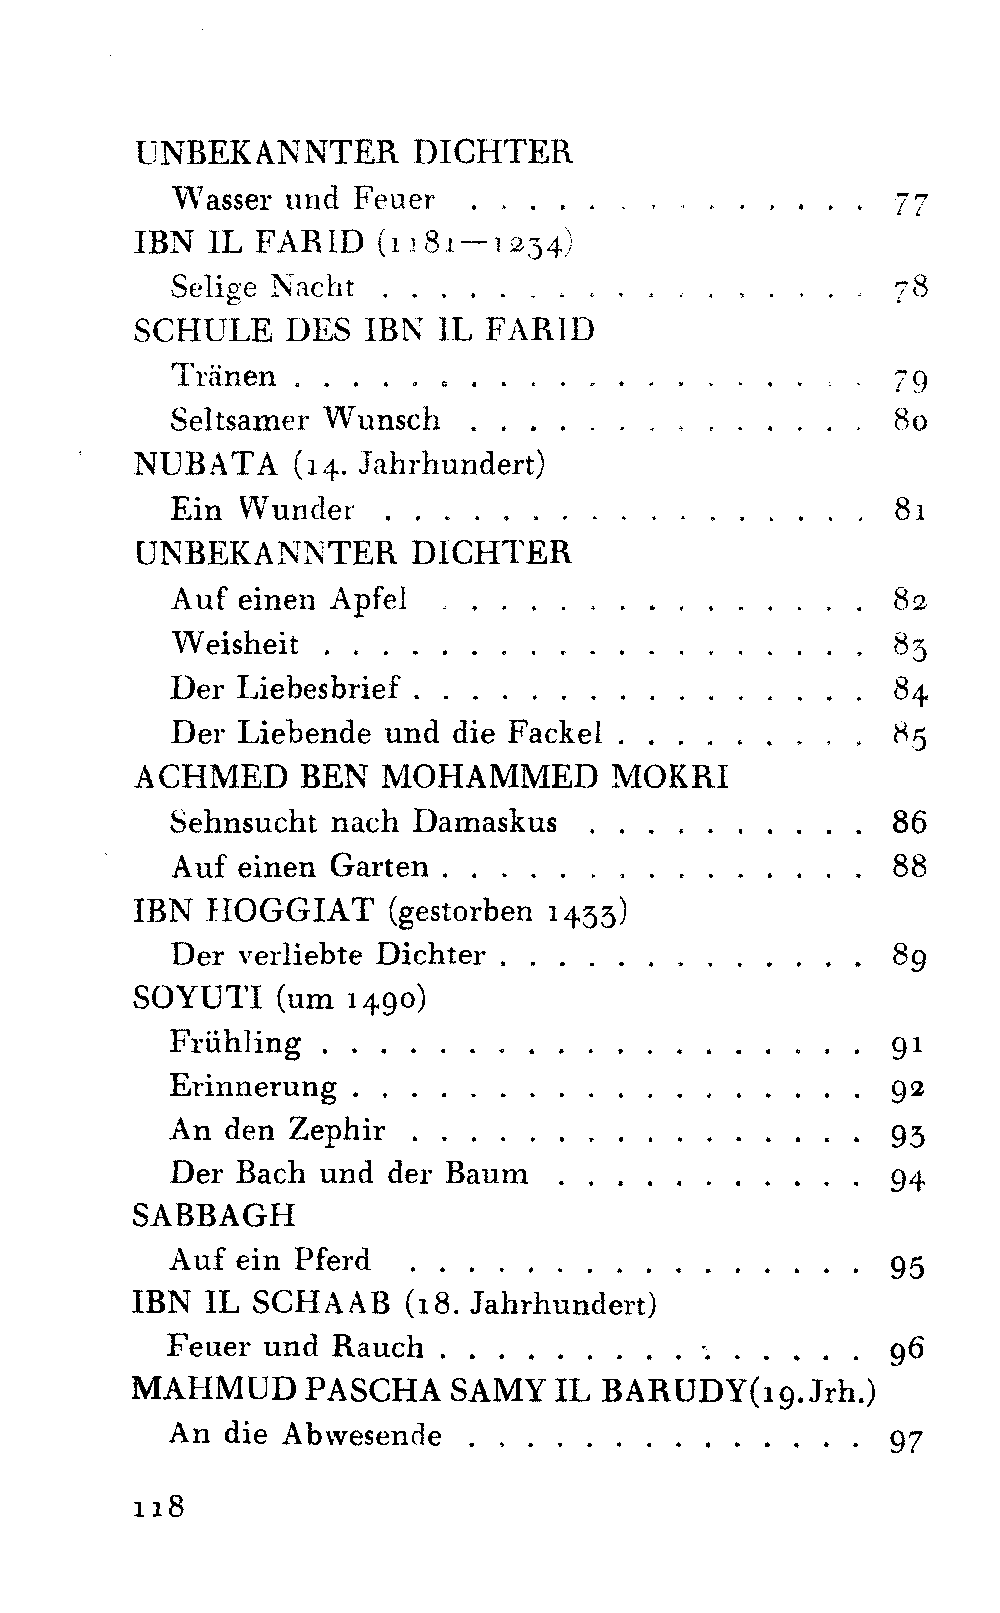 UNBEKANNTER DICHTER
Wasser und Feuer . . . . . . . . . . . . . . 77
IBN IL FARID (1181—1234)
Selige Nacht . . . . . . . . . . . . . . . . . 78
SCHULE DES IBN IL FARID
Tränen . . . . . . . . . . . . . . . . . . . . 79
Seltsamer Wunsch . . . . . . . . . . . . . . 80
NUBATA (14. Jahrhundert)
Ein Wunder . . . . . . . . . . . . . . . . . 81
UNBEKANNTER DICHTER
Auf einen Apfel . . . . . . . . . . . . . . . 82
Weisheit . . . . . . . . . . . . . . . . . . . 83
Der Liebesbrief . . . . . . . . . . . . . . . . 84
Der Liebende und die Fackel . . . . . . . . . 85
ACHMED BEN MOHAMMED MOKRI
Sehnsucht nach Damaskus . . . . . . . . . . 86
Auf einen Garten . . . . . . . . . . . . . . . 88
IBN HOGGIAT (gestorben 1433)
Der verliebte Dichter . . . . . . . . . . . . . 89
SOYUTI (um 1490)
Frühling . . . . . . . . . . . . . . . . . . . 91
Erinnerung . . . . . . . . . . . . . . . . . . 92
An den Zephir . . . . . . . . . . . . . . . . 93
Der Bach und der Baum . . . . . . . . . . . 94
SABBAGH
Auf ein Pferd . . . . . . . . . . . . . . . . 95
IBN IL SCHAAB (18. Jahrhundert)
Feuer und Rauch . . . . . . . . . . . . . . . 96
MAHMUD PASCHA SAMY IL BARUDY(19. Jrh.)
An die Abwesende . . . . . . . . . . . . . . 97
118